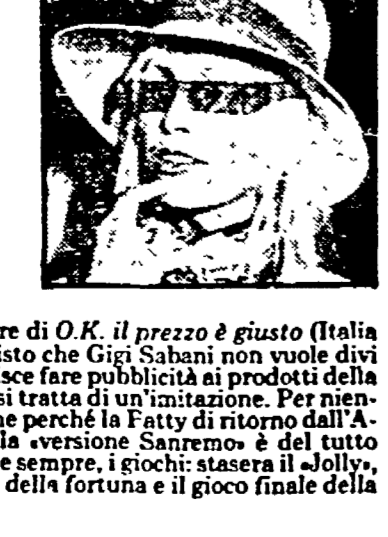 re di O.K. il prezzo è giusto (Italia
isto che Gigi Sabani non vuole divi
isce fare pubblicità ai prodotti della
si tratta di un'imitazione. Per nien-
ne perché la Fatty di ritorno dall'A-
la «versione Sanremo» è del tutto
e sempre, i giochi: stasera il «Jolly»,
della fortuna e il gioco finale della